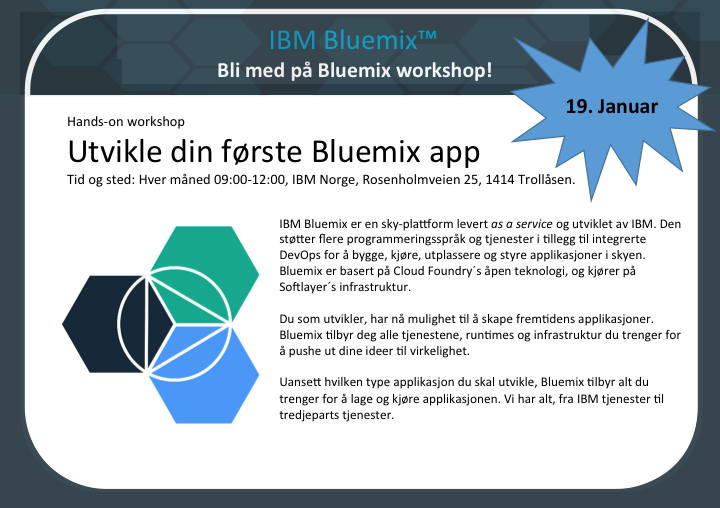 IBM Bluemix™
Bli med på Bluemix workshop!
19. Januar
Hands-on workshop
Utvikle din første Bluemix app
Tid og sted: Hver måned 09:00-12:00, IBM Norge, Rosenholmveien 25, 1414 Trollåsen.
IBM Bluemix er en sky-plattform levert as a service og utviklet av IBM. Den
støtter flere programmeringsspråk og tjenester i tillegg til integrerte
DevOps for å bygge, kjøre, utplassere og styre applikasjoner i skyen.
Bluemix er basert på Cloud Foundry´s åpen teknologi, og kjører på
Softlayer´s infrastruktur.
Du som utvikler, har nå mulighet til å skape fremtidens applikasjoner.
Bluemix tilbyr deg alle tjenestene, runtimes og infrastruktur du trenger for
å pushe ut dine ideer til virkelighet.
Uansett hvilken type applikasjon du skal utvikle, Bluemix tilbyr alt du
trenger for å lage og kjøre applikasjonen. Vi har alt, fra IBM tjenester til
tredjeparts tjenester.